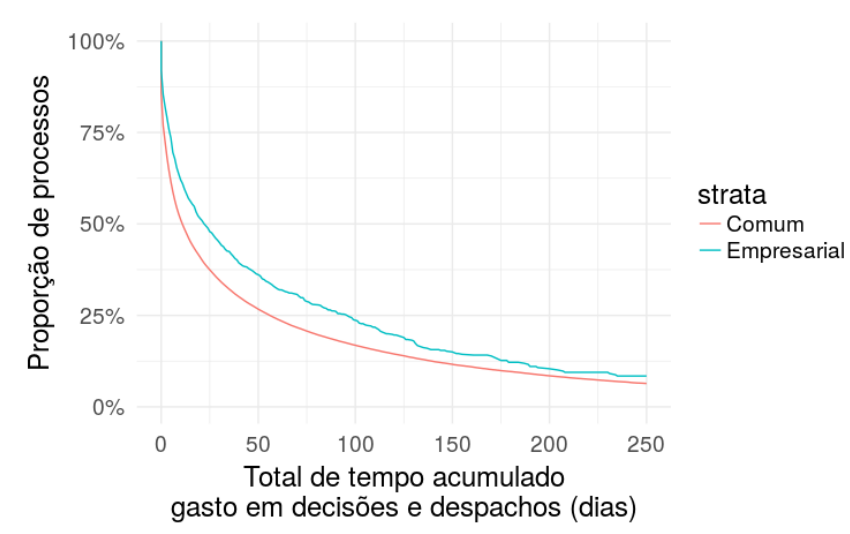 100%
75%
50%
25%
0%
Proporção de processos
0 50 100 150 200 250
Total de tempo acumulado
gasto em decisões e despachos (dias)
strata
Comum
Empresarial